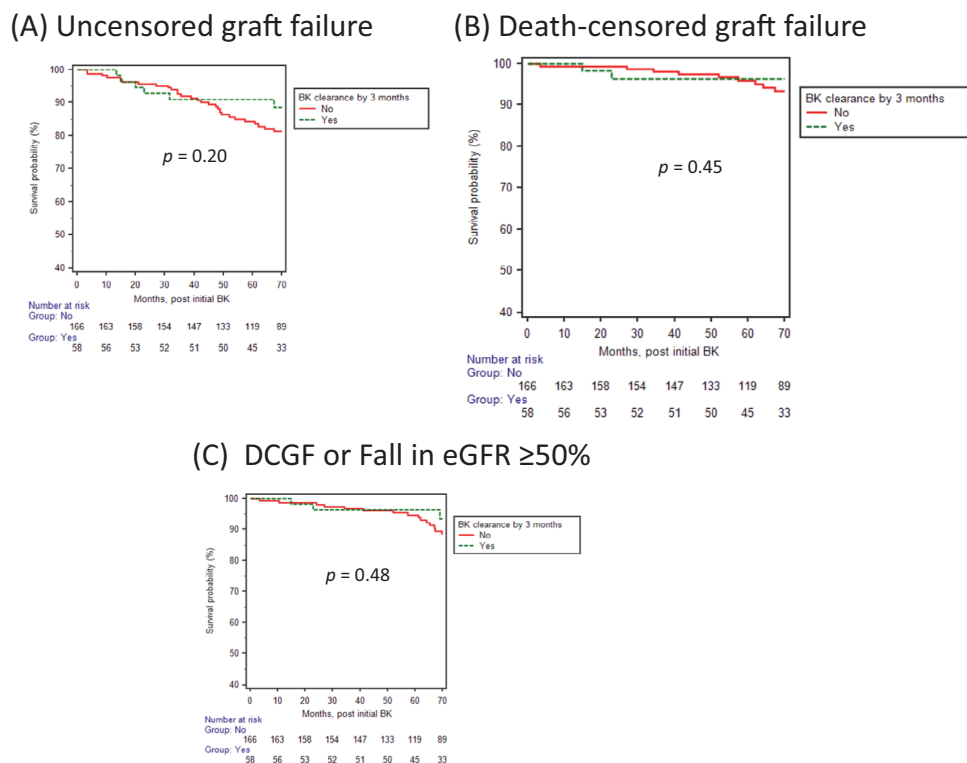 (A) Uncensored graft failure
(B) Death-censored graft failure
100
90
80
70
60
50
40
Survival probability (%)
p = 0.20
BK clearance by 3 months
No
Yes
0 10 20 30 40 50 60 70
Months, post initial BK
Number at risk
Group: No
166 163 158 154 147 133 119 89
Group: Yes
58 56 53 52 51 50 45 33
100
90
80
70
60
50
40
Survival probability (%)
p = 0.45
BK clearance by 3 months
No
Yes
0 10 20 30 40 50 60 70
Months, post initial BK
Number at risk
Group: No
166 163 158 154 147 133 119 89
Group: Yes
58 56 53 52 51 50 45 33
(C) DCGF or Fall in eGFR ≥50%
100
90
80
70
60
50
40
Survival probability (%)
p = 0.48
BK clearance by 3 months
No
Yes
0 10 20 30 40 50 60 70
Months, post initial BK
Number at risk
Group: No
166 163 158 154 147 133 119 89
Group: Yes
58 56 53 52 51 50 45 33